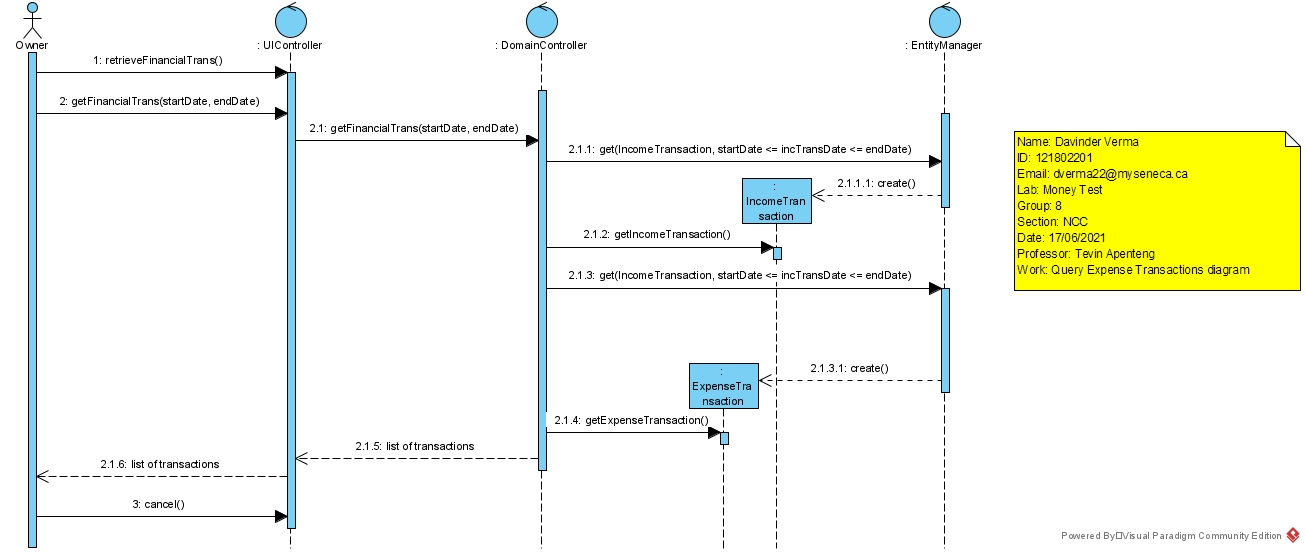 Owner
: UIController
: DomainController
: EntityManager
1: retrieveFinancialTrans()
2: getFinancialTrans(startDate, endDate)
2.1: getFinancialTrans(startDate, endDate)
2.1.1: get(IncomeTransaction, startDate <= incTransDate <= endDate)
2.1.1.1: create()
:
IncomeTran
saction
2.1.2: getIncomeTransaction()
2.1.3: get(IncomeTransaction, startDate <= incTransDate <= endDate)
2.1.3.1: create()
:
ExpenseTra
nsaction
2.1.4: getExpenseTransaction()
2.1.5: list of transactions
2.1.6: list of transactions
3: cancel()
Name: Davinder Verma
ID: 121802201
Email: dverma22@myseneca.ca
Lab: Money Test
Group: 8
Section: NCC
Date: 17/06/2021
Professor: Tevin Apenteng
Work: Query Expense Transactions diagram
Powered By□Visual Paradigm Community Edition